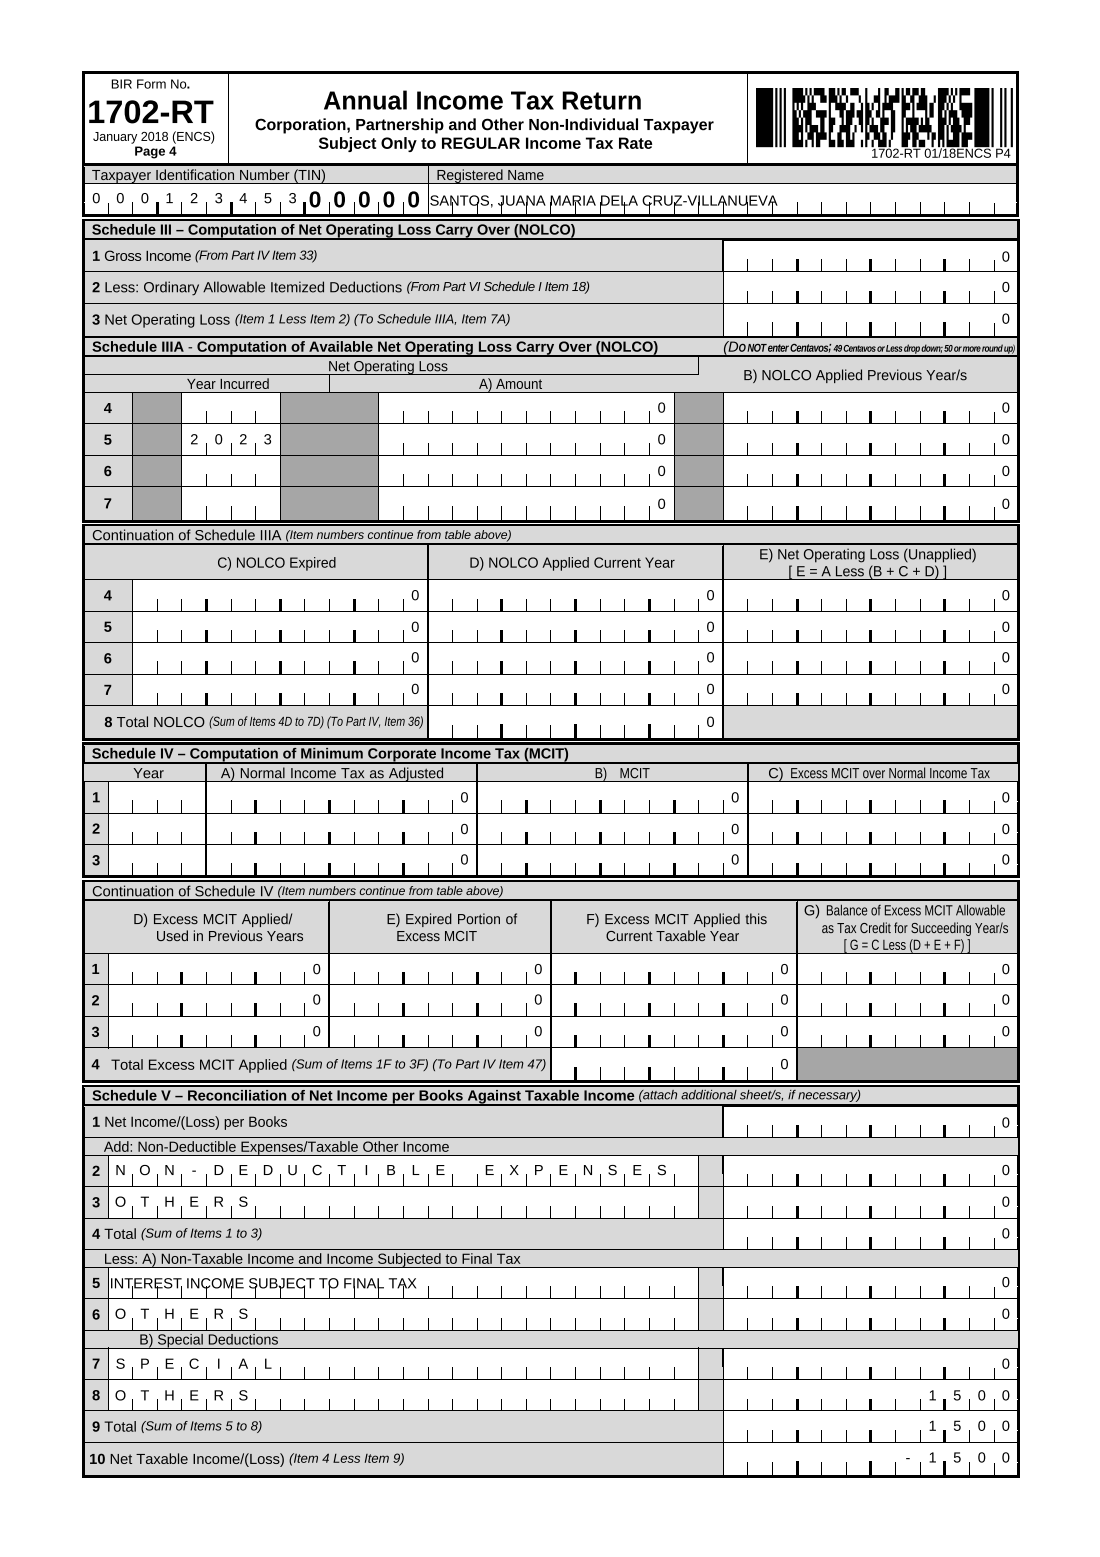 BIR Form No.
1702-RT
January 2018 (ENCS)
Page 4
Annual Income Tax Return
Corporation, Partnership and Other Non-Individual Taxpayer
Subject Only to REGULAR Income Tax Rate
1702-RT 01/18ENCS P4
Taxpayer Identification Number (TIN) Registered Name
0 0 0 1 2 3 4 5 3 0 0 0 0 0 SANTOS, JUANA MARIA DELA CRUZ-VILLANUEVA
Schedule III – Computation of Net Operating Loss Carry Over (NOLCO)
1 Gross Income (From Part IV Item 33) 0
2 Less: Ordinary Allowable Itemized Deductions (From Part VI Schedule I Item 18) 0
3 Net Operating Loss (Item 1 Less Item 2) (To Schedule IIIA, Item 7A) 0
Schedule IIIA - Computation of Available Net Operating Loss Carry Over (NOLCO) (DO NOT enter Centavos; 49 Centavos or Less drop down; 50 or more round up)
Net Operating Loss
B) NOLCO Applied Previous Year/s
Year Incurred A) Amount
4 0 0
5 2 0 2 3 0 0
6 0 0
7 0 0
Continuation of Schedule IIIA (Item numbers continue from table above)
C) NOLCO Expired D) NOLCO Applied Current Year E) Net Operating Loss (Unapplied)
[ E = A Less (B + C + D) ]
4 0 0 0
5 0 0 0
6 0 0 0
7 0 0 0
8 Total NOLCO (Sum of Items 4D to 7D) (To Part IV, Item 36) 0
Schedule IV – Computation of Minimum Corporate Income Tax (MCIT)
Year A) Normal Income Tax as Adjusted B) MCIT C) Excess MCIT over Normal Income Tax
1 0 0 0
2 0 0 0
3 0 0 0
Continuation of Schedule IV (Item numbers continue from table above)
D) Excess MCIT Applied/
Used in Previous Years
E) Expired Portion of
Excess MCIT
F) Excess MCIT Applied this
Current Taxable Year
G) Balance of Excess MCIT Allowable
as Tax Credit for Succeeding Year/s
[ G = C Less (D + E + F) ]
1 0 0 0 0
2 0 0 0 0
3 0 0 0 0
4 Total Excess MCIT Applied (Sum of Items 1F to 3F) (To Part IV Item 47) 0
Schedule V – Reconciliation of Net Income per Books Against Taxable Income (attach additional sheet/s, if necessary)
1 Net Income/(Loss) per Books 0
Add: Non-Deductible Expenses/Taxable Other Income
2 N O N - D E D U C T I B L E E X P E N S E S 0
3 O T H E R S 0
4 Total (Sum of Items 1 to 3) 0
Less: A) Non-Taxable Income and Income Subjected to Final Tax
5 INTEREST INCOME SUBJECT TO FINAL TAX 0
6 O T H E R S 0
B) Special Deductions
7 S P E C I A L 0
8 O T H E R S 1 5 0 0
9 Total (Sum of Items 5 to 8) 1 5 0 0
10 Net Taxable Income/(Loss) (Item 4 Less Item 9) - 1 5 0 0